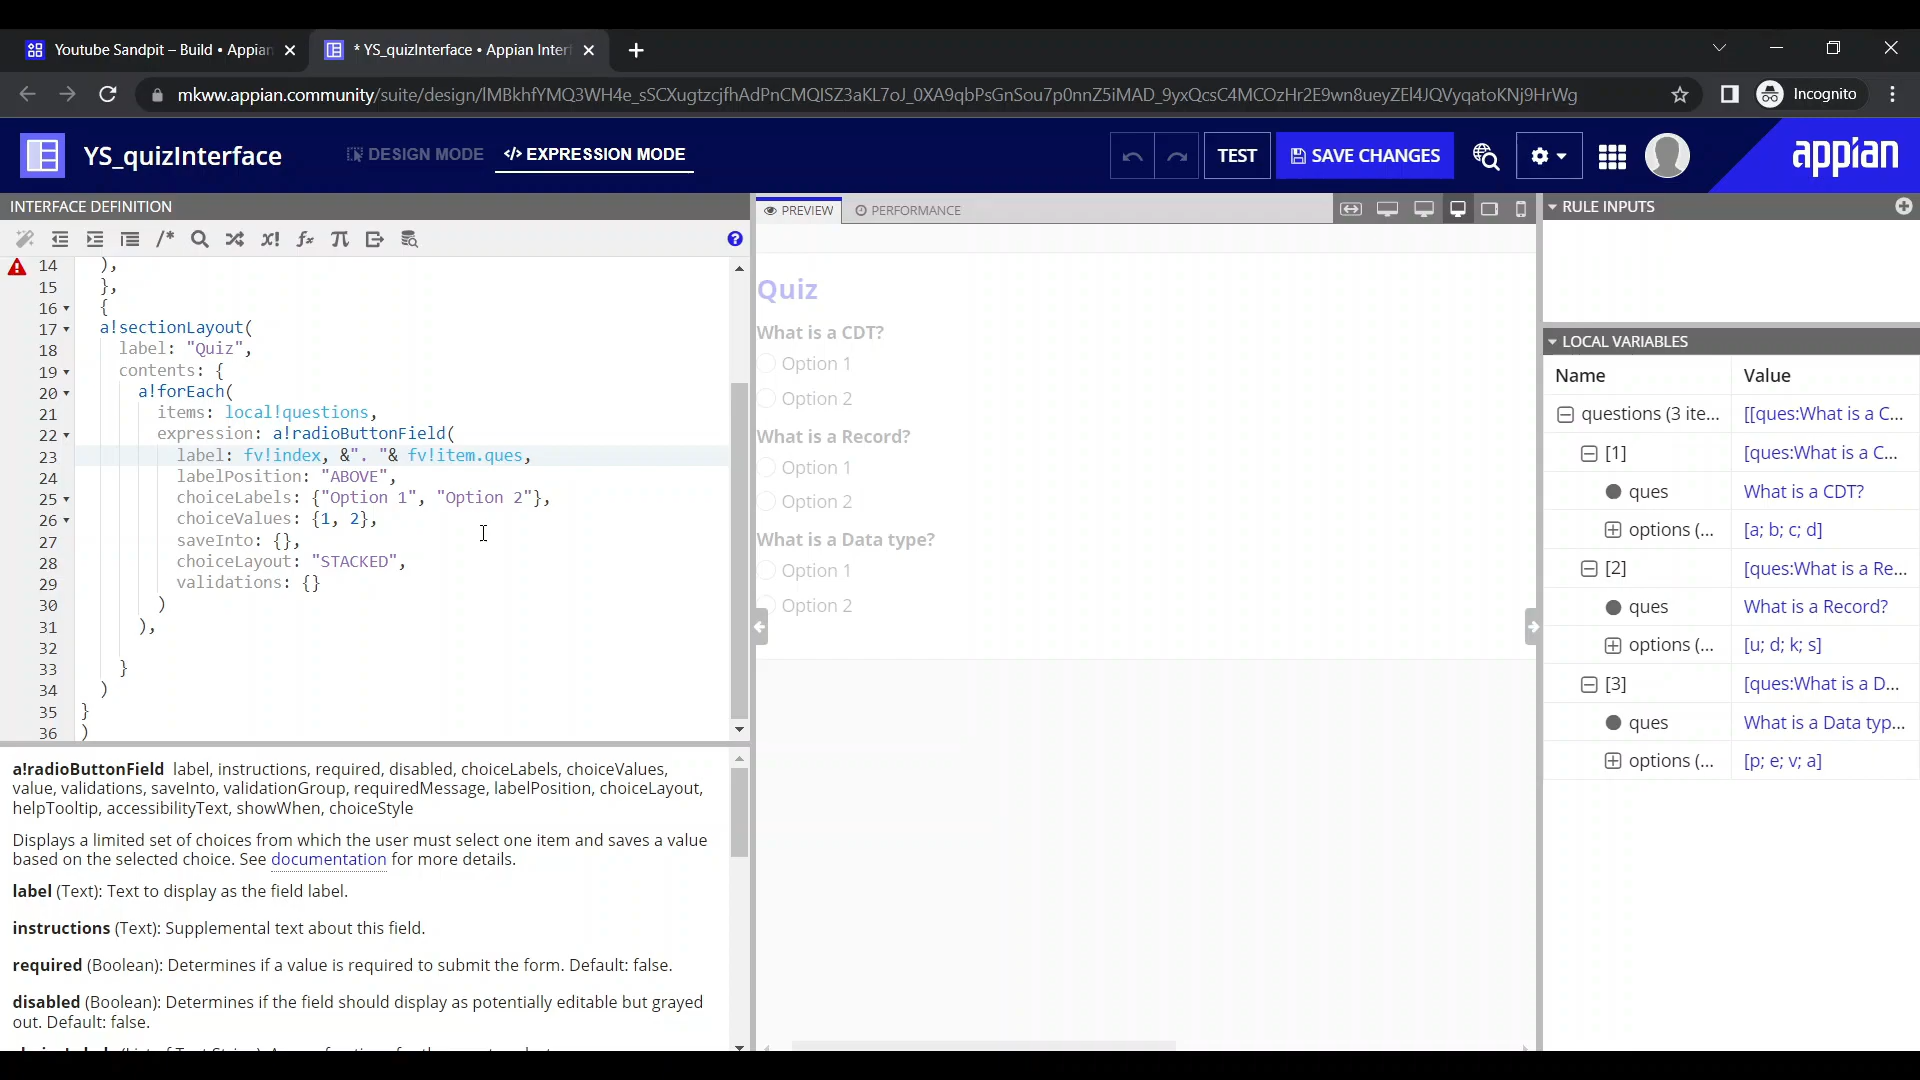 Youtube Sandpit – Build • Appian
* YS_quizInterface • Appian Inter
mkww.appian.community/suite/design/
Incognito
YS_quizInterface
DESIGN MODE
</> EXPRESSION MODE
TEST
SAVE CHANGES
appian
INTERFACE DEFINITION
14 ),
15 },
16 {
17 a!sectionLayout(
18 label: "Quiz",
19 contents: {
20 a!forEach(
21 items: local!questions,
22 expression: a!radioButtonField(
23 label: fv!index, &". "& fv!item.ques,
24 labelPosition: "ABOVE",
25 choiceLabels: {"Option 1", "Option 2"},
26 choiceValues: {1, 2},
27 saveInto: {},
28 choiceLayout: "STACKED",
29 validations: {}
30 )
31 ),
32
33 }
34 )
35 }
36 )
a!radioButtonField label, instructions, required, disabled, choiceLabels, choiceValues,
value, validations, saveInto, validationGroup, requiredMessage, labelPosition, choiceLayout,
helpTooltip, accessibilityText, showWhen, choiceStyle
Displays a limited set of choices from which the user must select one item and saves a value
based on the selected choice. See documentation for more details.
label (Text): Text to display as the field label.
instructions (Text): Supplemental text about this field.
required (Boolean): Determines if a value is required to submit the form. Default: false.
disabled (Boolean): Determines if the field should display as potentially editable but grayed
out. Default: false.
PREVIEW
PERFORMANCE
Quiz
What is a CDT?
Option 1
Option 2
What is a Record?
Option 1
Option 2
What is a Data type?
Option 1
Option 2
RULE INPUTS
LOCAL VARIABLES
Name Value
questions (3 ite... [[ques:What is a C...
[1] [ques:What is a C...
ques What is a CDT?
options (... [a; b; c; d]
[2] [ques:What is a Re...
ques What is a Record?
options (... [u; d; k; s]
[3] [ques:What is a D...
ques What is a Data typ...
options (... [p; e; v; a]